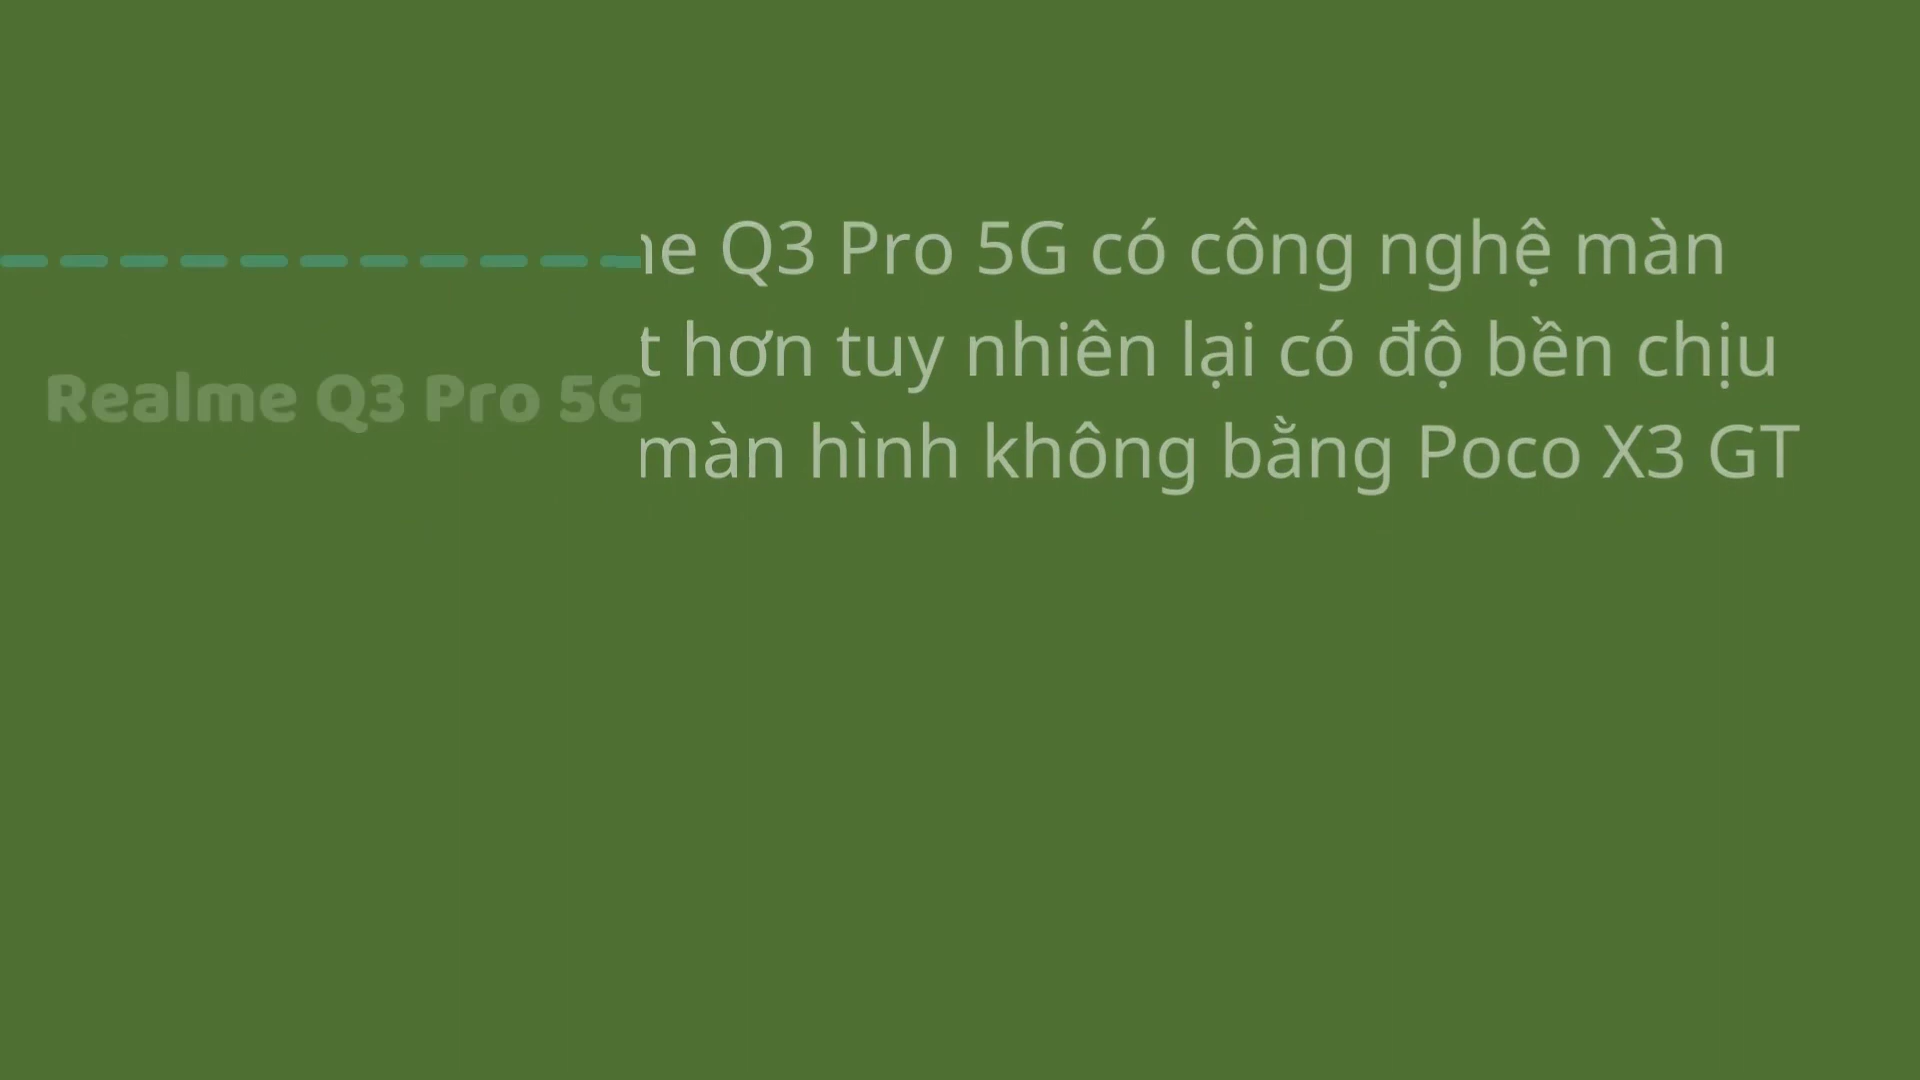 Realme Q3 Pro 5G
Q3 Pro 5G có công nghệ màn
hơn tuy nhiên lại có độ bền chịu
màn hình không bằng Poco X3 GT